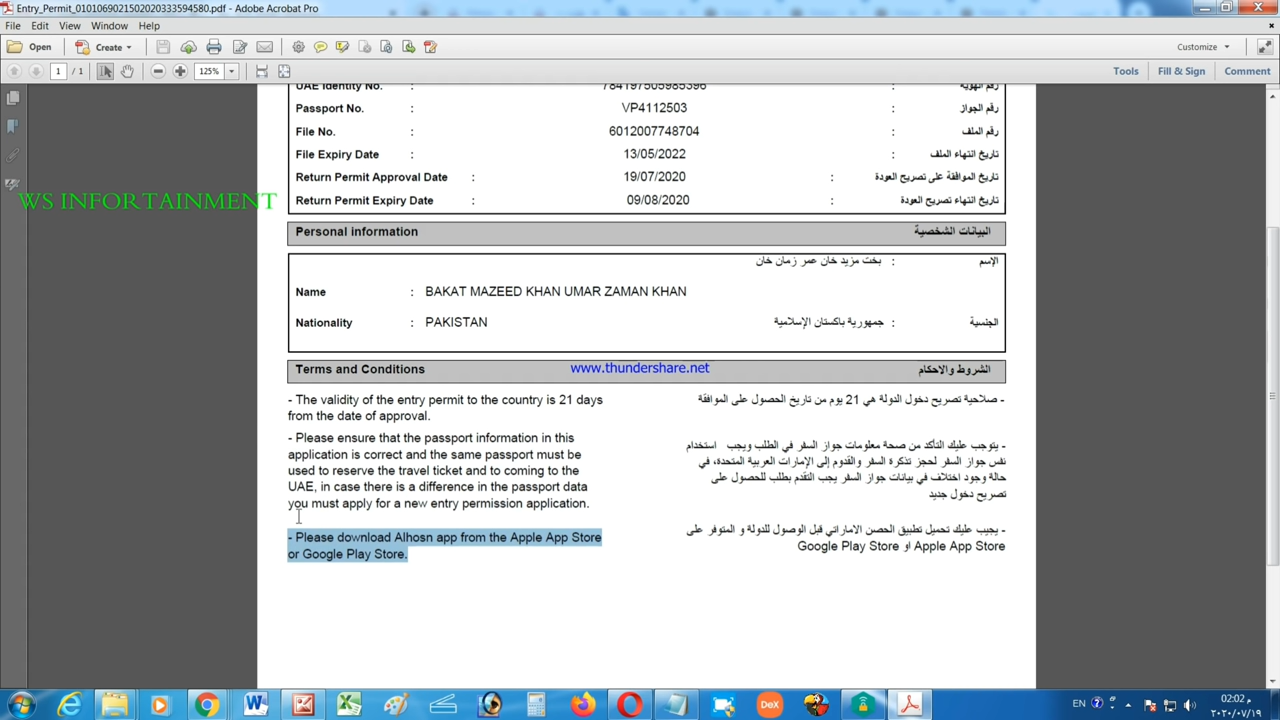 Entry_Permit_0101069021502020333594580.pdf - Adobe Acrobat Pro
File Edit View Window Help
Open Create Customize
1 / 1 125% Tools Fill & Sign Comment
UAE Identity No. : 784197505985396 : رقم الهوية
Passport No. : VP4112503 : رقم الجواز
File No. : 6012007748704 : رقم الملف
File Expiry Date : 13/05/2022 : تاريخ انتهاء الملف
Return Permit Approval Date : 19/07/2020 : تاريخ الموافقة على تصريح العودة
WS INFORTAINMENT
Return Permit Expiry Date : 09/08/2020 : تاريخ انتهاء تصريح العودة
Personal information البيانات الشخصية
الإسم : بخت مزيد خان عمر زمان خان
Name : BAKAT MAZEED KHAN UMAR ZAMAN KHAN
Nationality : PAKISTAN جمهورية باكستان الإسلامية : الجنسية
Terms and Conditions www.thundershare.net الشروط والاحكام
- The validity of the entry permit to the country is 21 days
from the date of approval.
- Please ensure that the passport information in this
application is correct and the same passport must be
used to reserve the travel ticket and to coming to the
UAE, in case there is a difference in the passport data
you must apply for a new entry permission application.
- Please download Alhosn app from the Apple App Store
or Google Play Store.
- صلاحية تصريح دخول الدولة هي 21 يوم من تاريخ الحصول على الموافقة
- يتوجب عليك التأكد من صحة معلومات جواز السفر في الطلب ويجب استخدام
نفس جواز السفر لحجز تذكرة السفر والقدوم إلى الإمارات العربية المتحدة، في
حالة وجود اختلاف في بيانات جواز السفر يجب التقدم بطلب للحصول على
تصريح دخول جديد
- يجيب عليك تحميل تطبيق الحصن الاماراتي قبل الوصول للدولة و المتوفر على
Apple App Store او Google Play Store
EN 02:02 م
٢٠٢٠/٠٧/١٩